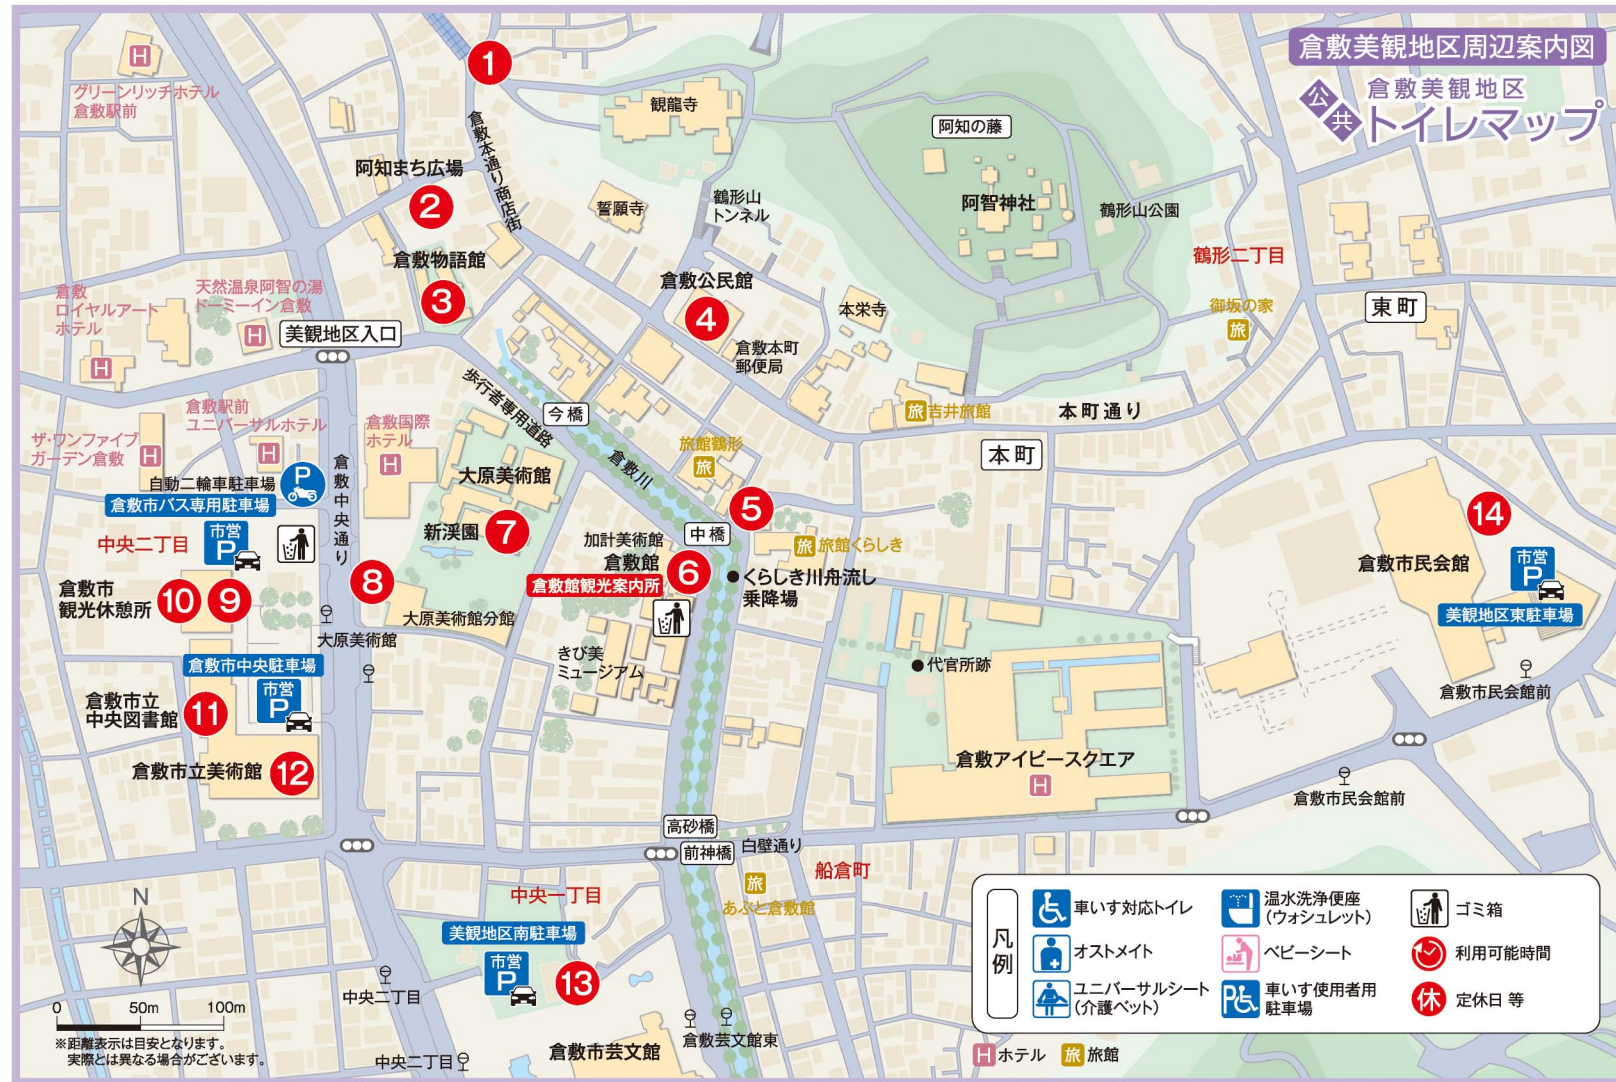 倉敷美観地区周辺案内図
倉敷美観地区
公共
トイレマップ
H
グリーンリッチホテル
倉敷駅前
1
倉敷本通り商店街
観龍寺
阿知の藤
阿知まち広場
2
誓願寺
鶴形山
トンネル
阿智神社
鶴形山公園
鶴形二丁目
倉敷物語館
3
倉敷公民館
4
本栄寺
御坂の家
旅
東町
倉敷
ロイヤルアート
ホテル
H
天然温泉阿智の湯
ドーミーイン倉敷
H
美観地区入口
倉敷本町
郵便局
歩行者専用道路
今橋
旅 吉井旅館
本町通り
本町
倉敷駅前
ユニバーサルホテル
H
ザ・ワンファイブ
ガーデン倉敷
H
倉敷国際
ホテル
H
倉敷中央通り
大原美術館
倉敷川
旅館鶴形
旅
自動二輪車駐車場
P
倉敷市バス専用駐車場
中央二丁目
市営
P
新渓園
7
加計美術館
倉敷館
倉敷館観光案内所
6
中橋
5
旅 旅館くらしき
くらしき川舟流し
乗降場
14
倉敷市民会館
市営
P
美観地区東駐車場
倉敷市
観光休憩所
10
9
8
大原美術館分館
大原美術館
きび美
ミュージアム
代官所跡
倉敷市民会館前
倉敷市中央駐車場
市営
P
倉敷市立
中央図書館
11
倉敷市立美術館
12
倉敷アイビースクエア
H
倉敷市民会館前
高砂橋
前神橋
白壁通り
船倉町
旅
あぶと倉敷館
中央一丁目
美観地区南駐車場
市営
P
13
中央二丁目
中央二丁目
倉敷市芸文館
倉敷芸文館東
N
0
50m
100m
※距離表示は目安となります。
実際とは異なる場合がございます。
凡例
車いす対応トイレ
温水洗浄便座
(ウォシュレット)
ゴミ箱
オストメイト
ベビーシート
利用可能時間
ユニバーサルシート
(介護ベット)
P
車いす使用者用
駐車場
休
定休日 等
H ホテル
旅 旅館